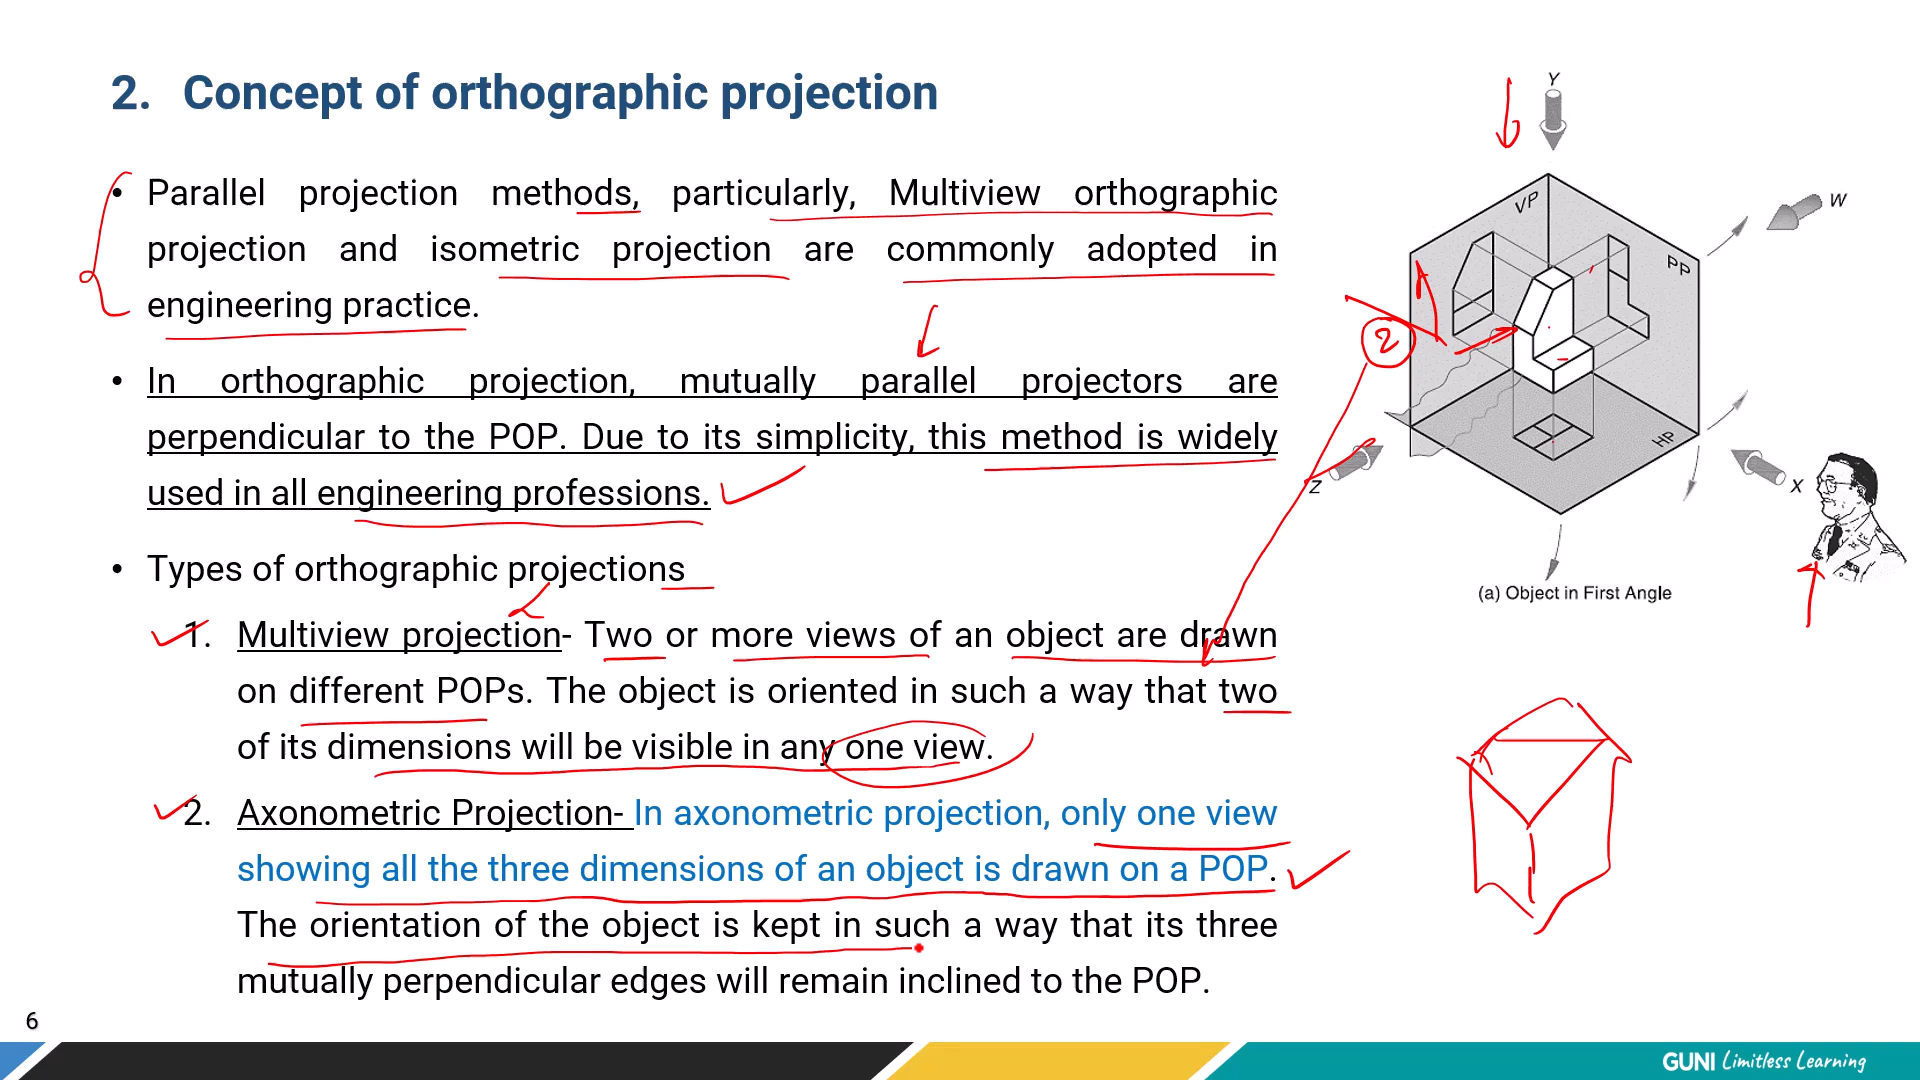 2. Concept of orthographic projection
• Parallel projection methods, particularly, Multiview orthographic
projection and isometric projection are commonly adopted in
engineering practice.
• In orthographic projection, mutually parallel projectors are
perpendicular to the POP. Due to its simplicity, this method is widely
used in all engineering professions.
• Types of orthographic projections
1. Multiview projection- Two or more views of an object are drawn
on different POPs. The object is oriented in such a way that two
of its dimensions will be visible in any one view.
2. Axonometric Projection- In axonometric projection, only one view
showing all the three dimensions of an object is drawn on a POP.
The orientation of the object is kept in such a way that its three
mutually perpendicular edges will remain inclined to the POP.
Y
W
VP
PP
2
HP
Z
X
(a) Object in First Angle
6
GUNI Limitless Learning